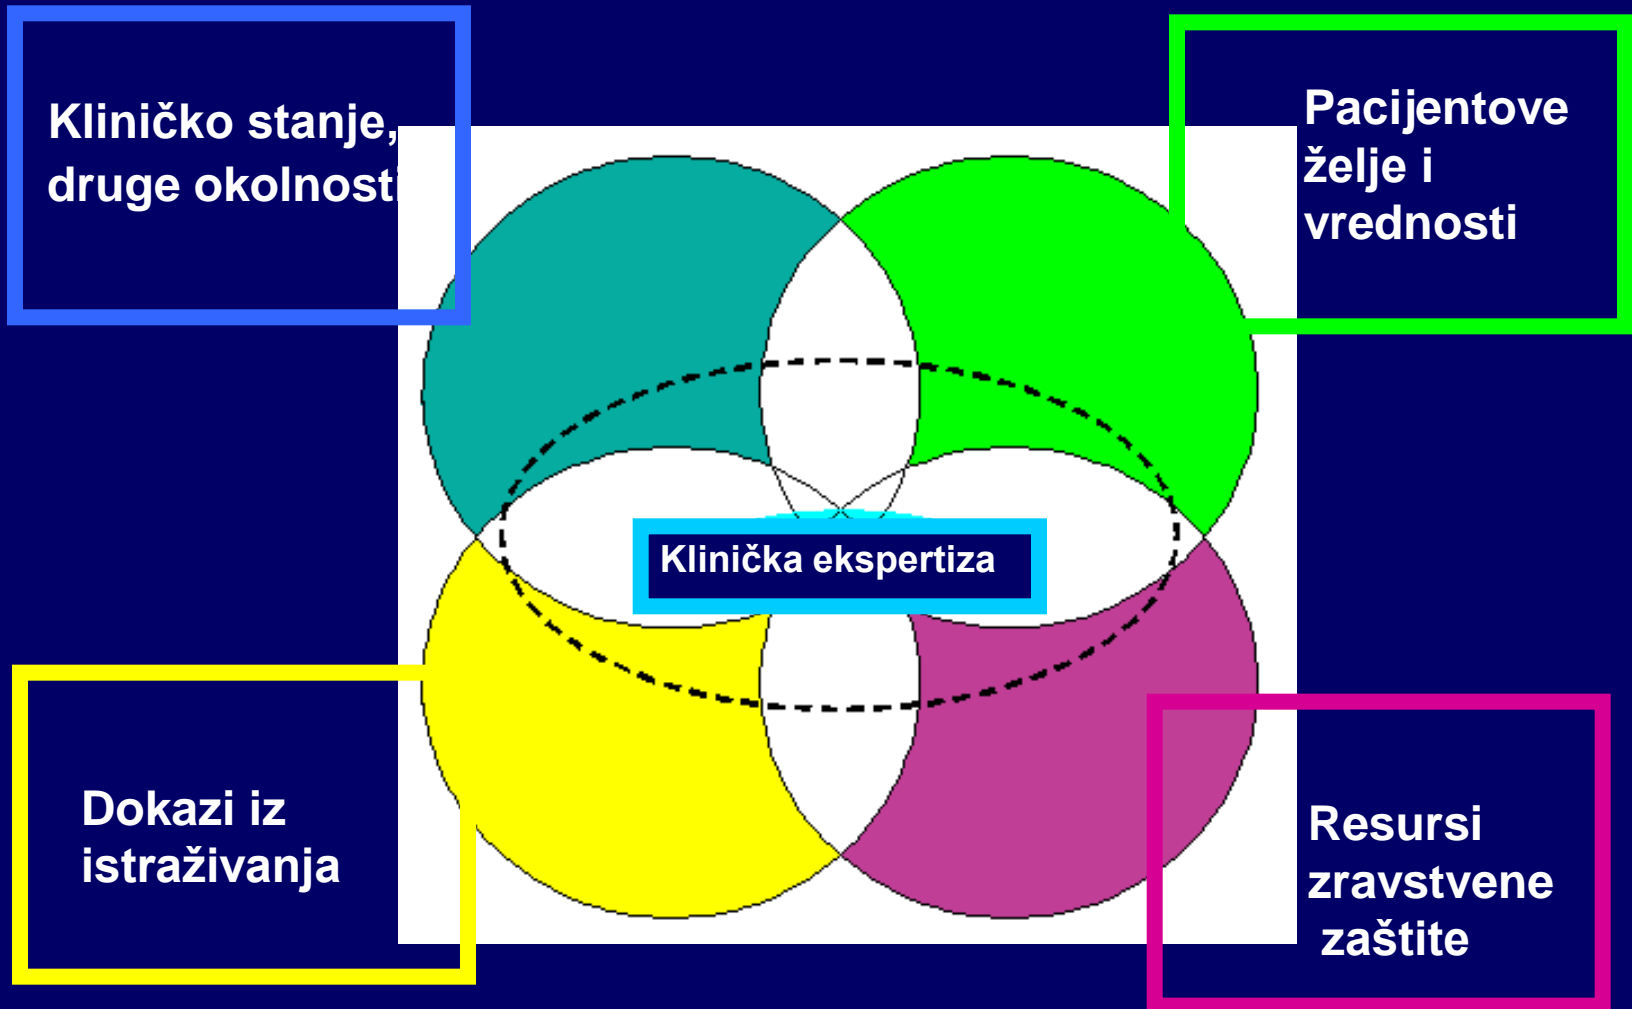 Kliničko stanje,
druge okolnosti
Pacijentove
želje i
vrednosti
Klinička ekspertiza
Dokazi iz
istraživanja
Resursi
zravstvene
zaštite